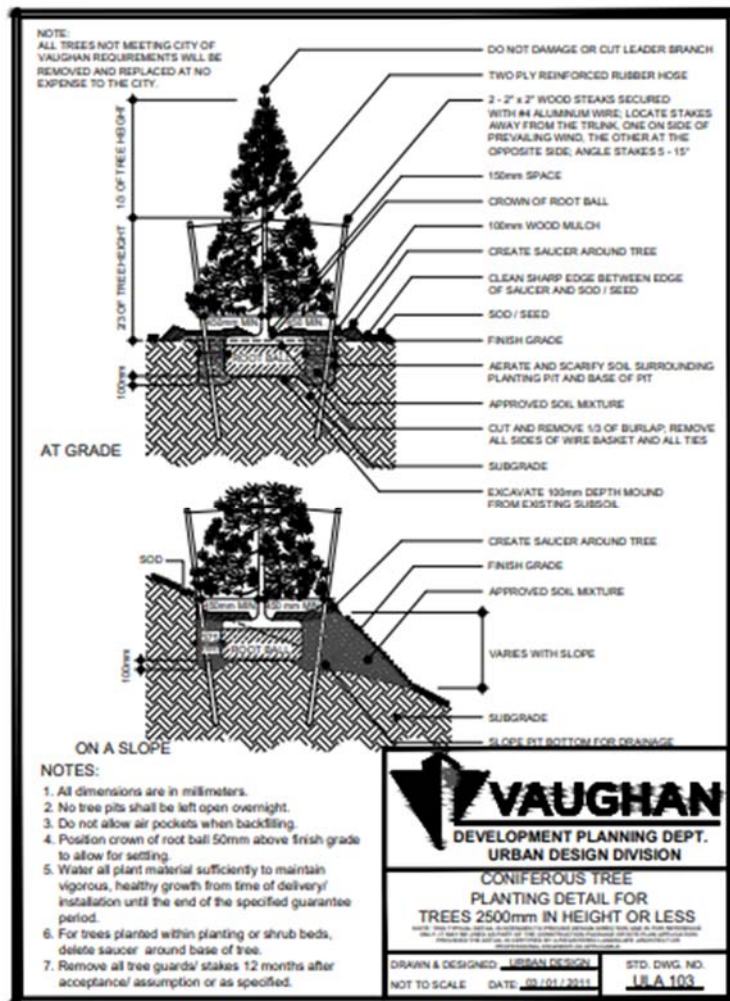 NOTE:
ALL TREES NOT MEETING CITY OF
VAUGHAN REQUIREMENTS WILL BE
REMOVED AND REPLACED AT NO
EXPENSE TO THE CITY.
DO NOT DAMAGE OR CUT LEADER BRANCH
TWO PLY REINFORCED RUBBER HOSE
2 - 2" x 2" WOOD STEAKS SECURED
WITH #4 ALUMINUM WIRE; LOCATE STAKES
AWAY FROM THE TRUNK, ONE ON SIDE OF
PREVAILING WIND, THE OTHER AT THE
OPPOSITE SIDE; ANGLE STAKES 5 - 15°
150mm SPACE
CROWN OF ROOT BALL
100mm WOOD MULCH
CREATE SAUCER AROUND TREE
CLEAN SHARP EDGE BETWEEN EDGE
OF SAUCER AND SOD / SEED
SOD / SEED
FINISH GRADE
AERATE AND SCARIFY SOIL SURROUNDING
PLANTING PIT AND BASE OF PIT
APPROVED SOIL MIXTURE
CUT AND REMOVE 1/3 OF BURLAP; REMOVE
ALL SIDES OF WIRE BASKET AND ALL TIES
SUBGRADE
EXCAVATE 100mm DEPTH MOUND
FROM EXISTING SUBSOIL
1/3 OF TREE HEIGHT
2/3 OF TREE HEIGHT
450mm MIN
450 MIN
ROOT BALL
100mm
AT GRADE
CREATE SAUCER AROUND TREE
FINISH GRADE
APPROVED SOIL MIXTURE
VARIES WITH SLOPE
SUBGRADE
SLOPE PIT BOTTOM FOR DRAINAGE
SOD
450mm MIN
450 mm MIN
ROOT BALL
100mm
ON A SLOPE
NOTES:
1. All dimensions are in millimeters.
2. No tree pits shall be left open overnight.
3. Do not allow air pockets when backfilling.
4. Position crown of root ball 50mm above finish grade
to allow for settling.
5. Water all plant material sufficiently to maintain
vigorous, healthy growth from time of delivery/
installation until the end of the specified guarantee
period.
6. For trees planted within planting or shrub beds,
delete saucer around base of tree.
7. Remove all tree guards/ stakes 12 months after
acceptance/ assumption or as specified.
VAUGHAN
DEVELOPMENT PLANNING DEPT.
URBAN DESIGN DIVISION
CONIFEROUS TREE
PLANTING DETAIL FOR
TREES 2500mm IN HEIGHT OR LESS
DRAWN & DESIGNED: URBAN DESIGN
NOT TO SCALE DATE: 03 / 01 / 2011
STD. DWG. NO.
ULA 103